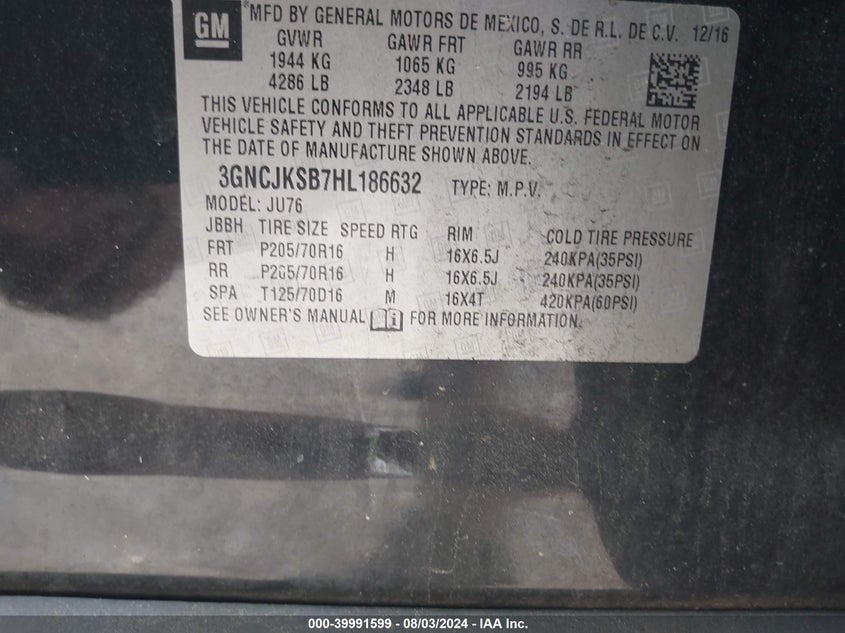 GM
*MFD BY GENERAL MOTORS DE MEXICO, S. DE R.L. DE C.V. 12/16
GVWR GAWR FRT GAWR RR
1944 KG 1065 KG 995 KG
4286 LB 2348 LB 2194 LB
THIS VEHICLE CONFORMS TO ALL APPLICABLE U.S. FEDERAL MOTOR
VEHICLE SAFETY AND THEFT PREVENTION STANDARDS IN EFFECT ON
THE DATE OF MANUFACTURE SHOWN ABOVE.
3GNCJKSB7HL186632 TYPE: M.P.V.
MODEL: JU76
JBBH TIRE SIZE SPEED RTG RIM COLD TIRE PRESSURE
FRT P205/70R16 H 16X6.5J 240KPA(35PSI)
RR P205/70R16 H 16X6.5J 240KPA(35PSI)
SPA T125/70D16 M 16X4T 420KPA(60PSI)
SEE OWNER'S MANUAL FOR MORE INFORMATION.
000-39991599 — 08/03/2024 — IAA Inc.